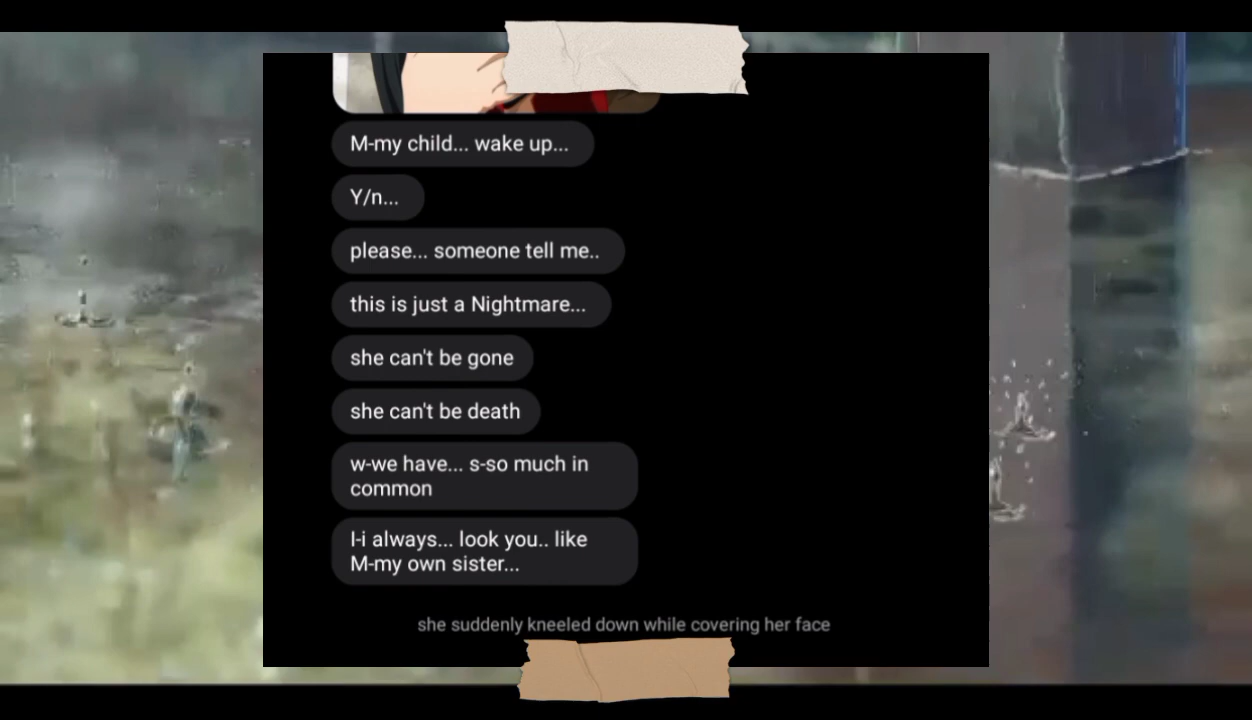 M-my child... wake up...
Y/n...
please... someone tell me..
this is just a Nightmare...
she can't be gone
she can't be death
w-we have... s-so much in
common
I-i always... look you.. like
M-my own sister...
she suddenly kneeled down while covering her face